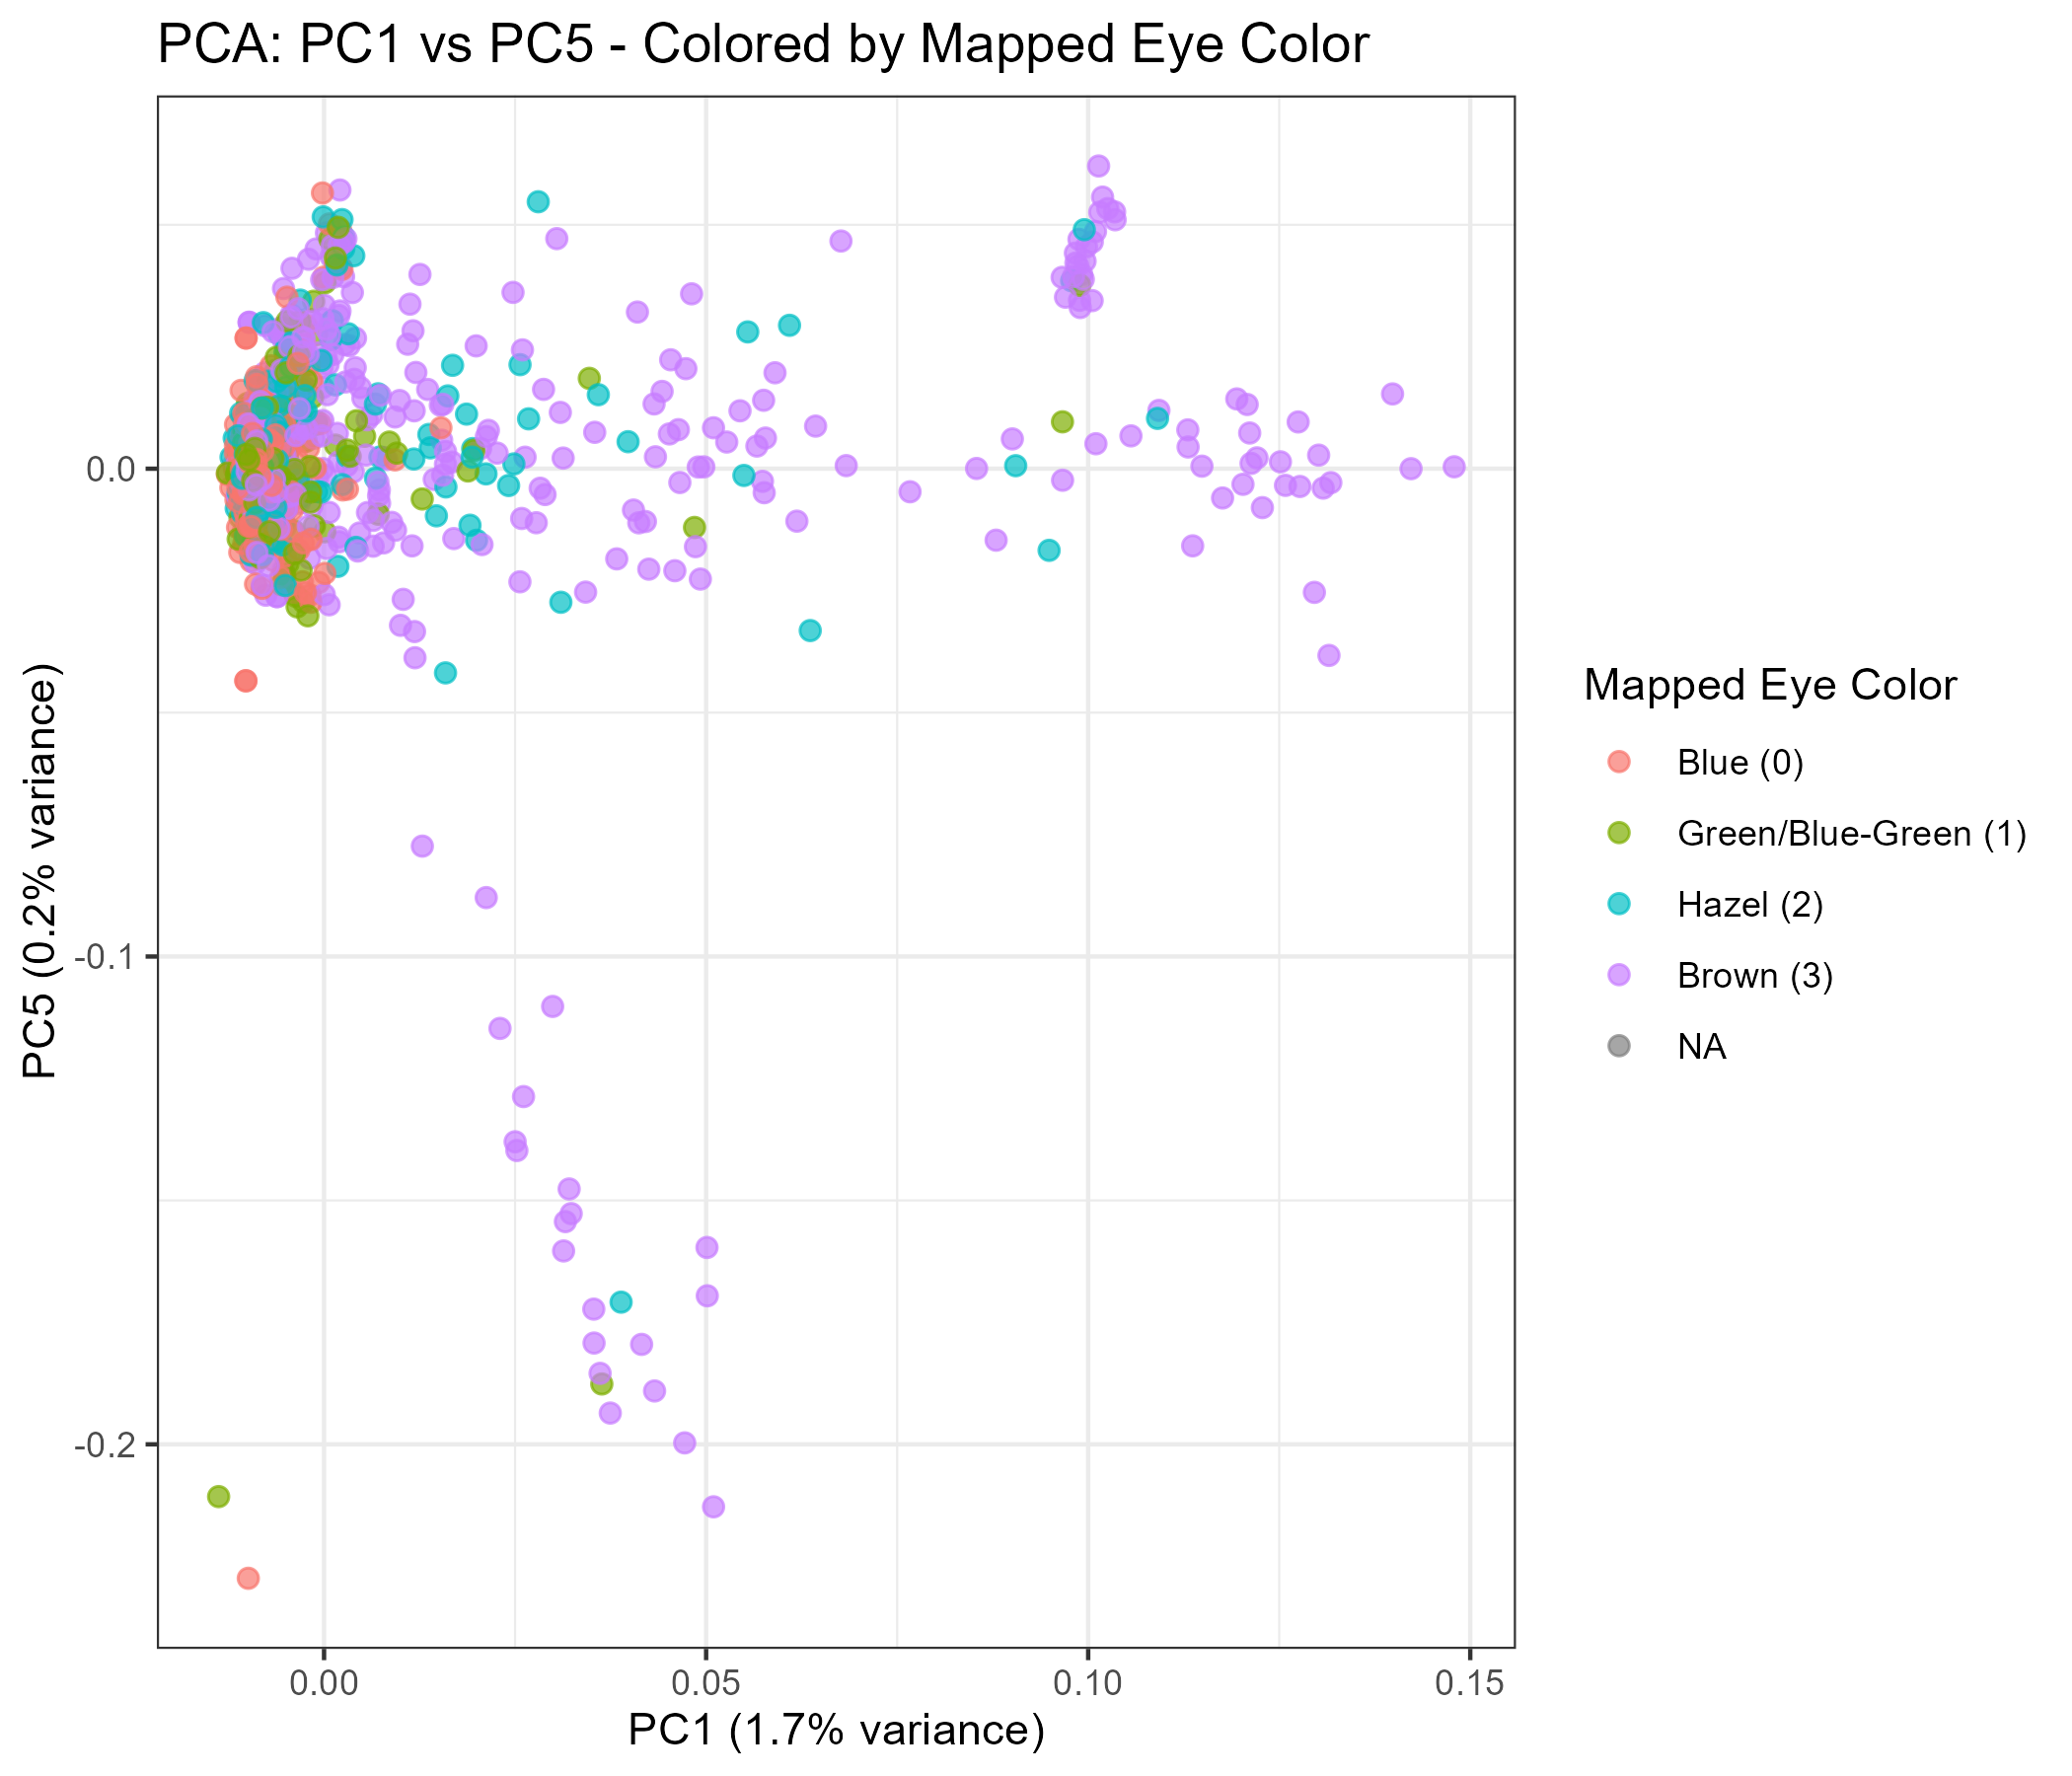 PCA: PC1 vs PC5 - Colored by Mapped Eye Color
PC5 (0.2% variance)
0.0
-0.1
-0.2
0.00
0.05
0.10
0.15
PC1 (1.7% variance)
Mapped Eye Color
Blue (0)
Green/Blue-Green (1)
Hazel (2)
Brown (3)
NA